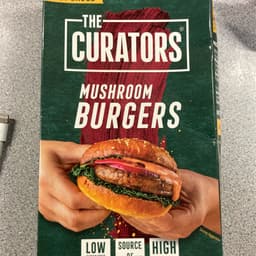 THE
CURATORS
MUSHROOM
BURGERS
LOW
SOURCE
OF
HIGH